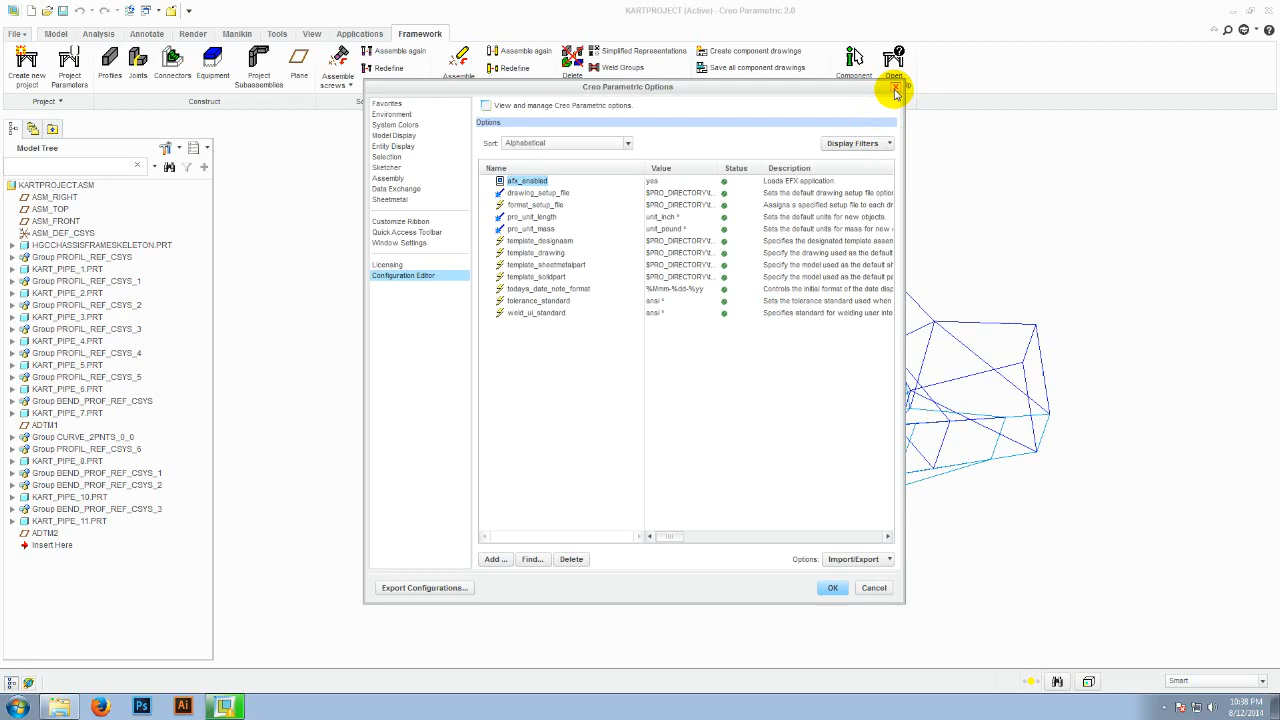 KARTPROJECT (Active) - Creo Parametric 2.0
File Model Analysis Annotate Render Manikin Tools View Applications Framework
Create new project
Project Parameters
Profiles
Joints
Connectors
Equipment
Project Subassemblies
Plane
Assemble screws
Assemble again
Redefine
Assemble
Assemble again
Redefine
Delete
Simplified Representations
Weld Groups
Create component drawings
Save all component drawings
Component
Open
Project
Construct
Model Tree
KARTPROJECT.ASM
ASM_RIGHT
ASM_TOP
ASM_FRONT
ASM_DEF_CSYS
HGCCHASSISFRAMESKELETON.PRT
Group PROFIL_REF_CSYS
KART_PIPE_1.PRT
Group PROFIL_REF_CSYS_1
KART_PIPE_2.PRT
Group PROFIL_REF_CSYS_2
KART_PIPE_3.PRT
Group PROFIL_REF_CSYS_3
KART_PIPE_4.PRT
Group PROFIL_REF_CSYS_4
KART_PIPE_5.PRT
Group PROFIL_REF_CSYS_5
KART_PIPE_6.PRT
Group BEND_PROF_REF_CSYS
KART_PIPE_7.PRT
ADTM1
Group CURVE_2PNTS_0_0
Group PROFIL_REF_CSYS_6
KART_PIPE_8.PRT
Group BEND_PROF_REF_CSYS_1
Group BEND_PROF_REF_CSYS_2
KART_PIPE_10.PRT
Group BEND_PROF_REF_CSYS_3
KART_PIPE_11.PRT
ADTM2
Insert Here
Creo Parametric Options
Favorites
Environment
System Colors
Model Display
Entity Display
Selection
Sketcher
Assembly
Data Exchange
Sheetmetal
Customize Ribbon
Quick Access Toolbar
Window Settings
Licensing
Configuration Editor
View and manage Creo Parametric options.
Options
Sort: Alphabetical Display Filters
Name Value Status Description
afx_enabled yes Loads EFX application.
drawing_setup_file $PRO_DIRECTORY\t... Sets the default drawing setup file optio
format_setup_file $PRO_DIRECTORY\t... Assigns a specified setup file to each dr
pro_unit_length unit_inch * Sets the default units for new objects.
pro_unit_mass unit_pound * Sets the default units for mass for new
template_designasm $PRO_DIRECTORY\t... Specifies the designated template assen
template_drawing $PRO_DIRECTORY\t... Specify the drawing used as the default
template_sheetmetalpart $PRO_DIRECTORY\t... Specify the model used as the default sh
template_solidpart $PRO_DIRECTORY\t... Specify the model used as the default pa
todays_date_note_format %Mmm-%dd-%yy Controls the initial format of the date disp
tolerance_standard ansi * Sets the tolerance standard used when
weld_ui_standard ansi * Specifies standard for welding user inte
Add ... Find... Delete Options: Import/Export
Export Configurations... OK Cancel
Smart
Ps
Ai
10:38 PM
8/12/2014